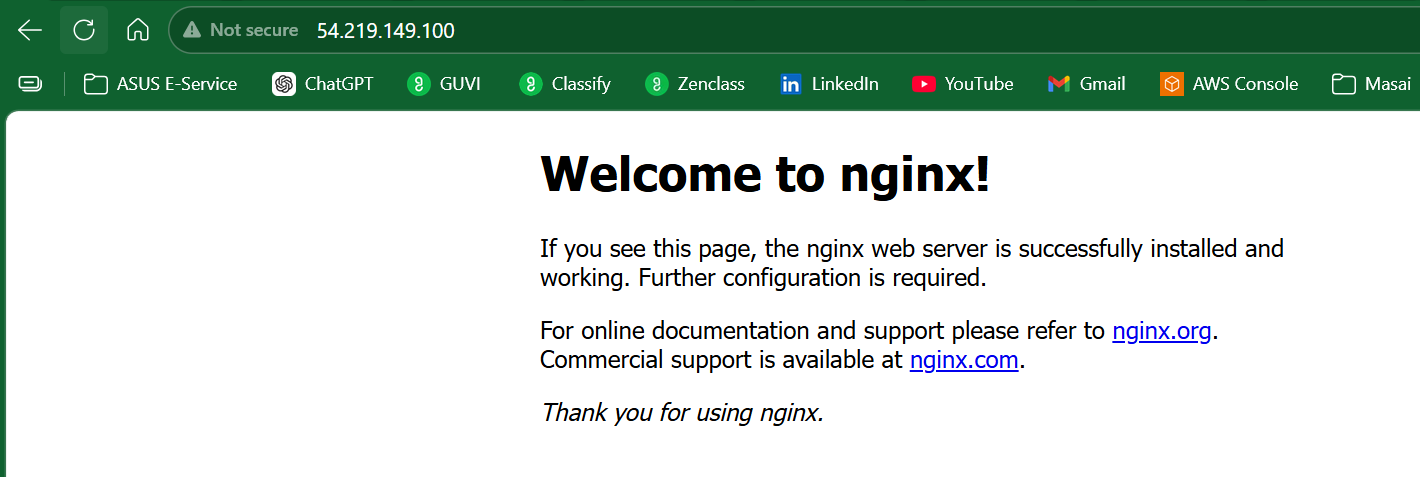 Not secure 54.219.149.100
ASUS E-Service ChatGPT GUVI Classify Zenclass LinkedIn YouTube Gmail AWS Console Masai
Welcome to nginx!
If you see this page, the nginx web server is successfully installed and
working. Further configuration is required.
For online documentation and support please refer to nginx.org.
Commercial support is available at nginx.com.
Thank you for using nginx.